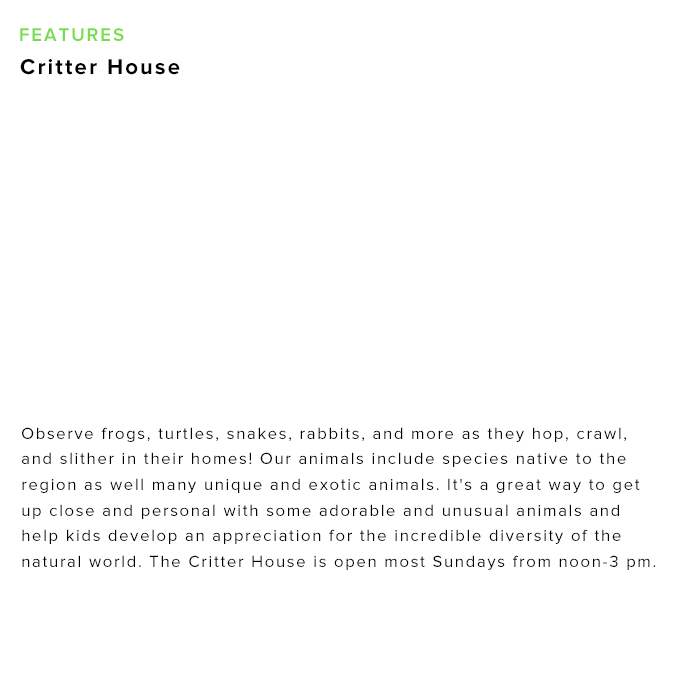 FEATURES
Critter House
Observe frogs, turtles, snakes, rabbits, and more as they hop, crawl,
and slither in their homes! Our animals include species native to the
region as well many unique and exotic animals. It's a great way to get
up close and personal with some adorable and unusual animals and
help kids develop an appreciation for the incredible diversity of the
natural world. The Critter House is open most Sundays from noon-3 pm.